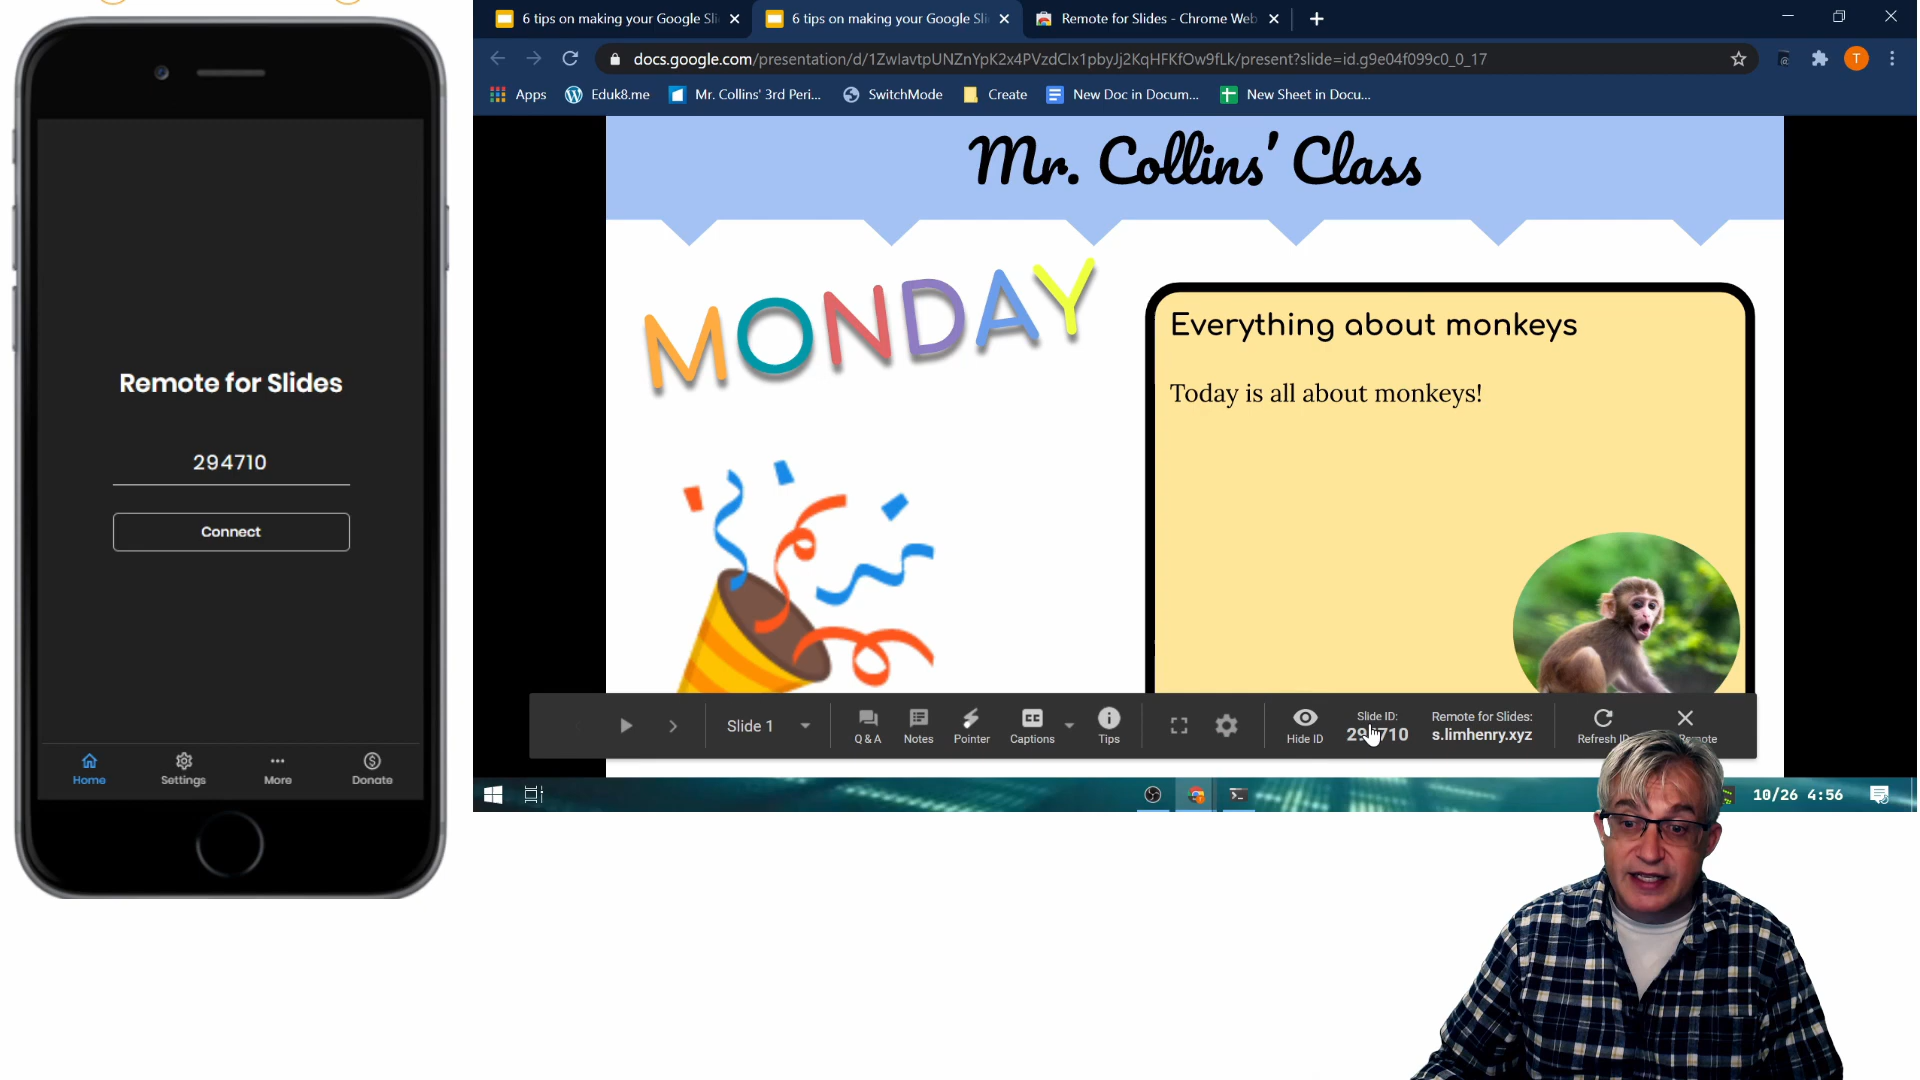 Remote for Slides
294710
Connect
Home
Settings
More
Donate
6 tips on making your Google Sli
6 tips on making your Google Sli
Remote for Slides - Chrome Web
docs.google.com/presentation/d/1ZwIavtpUNZnYpK2x4PVzdCIx1pbyJj2KqHFKfOw9fLk/present?slide=id.g9e04f099c0_0_17
T
Apps
Eduk8.me
Mr. Collins' 3rd Peri...
SwitchMode
Create
New Doc in Docum...
New Sheet in Docu...
Mr. Collins' Class
MONDAY
Everything about monkeys
Today is all about monkeys!
Slide 1
Q & A
Notes
Pointer
CC
Captions
Tips
Hide ID
Slide ID:
Remote for Slides:
s.limhenry.xyz
Refresh
10/26 4:56